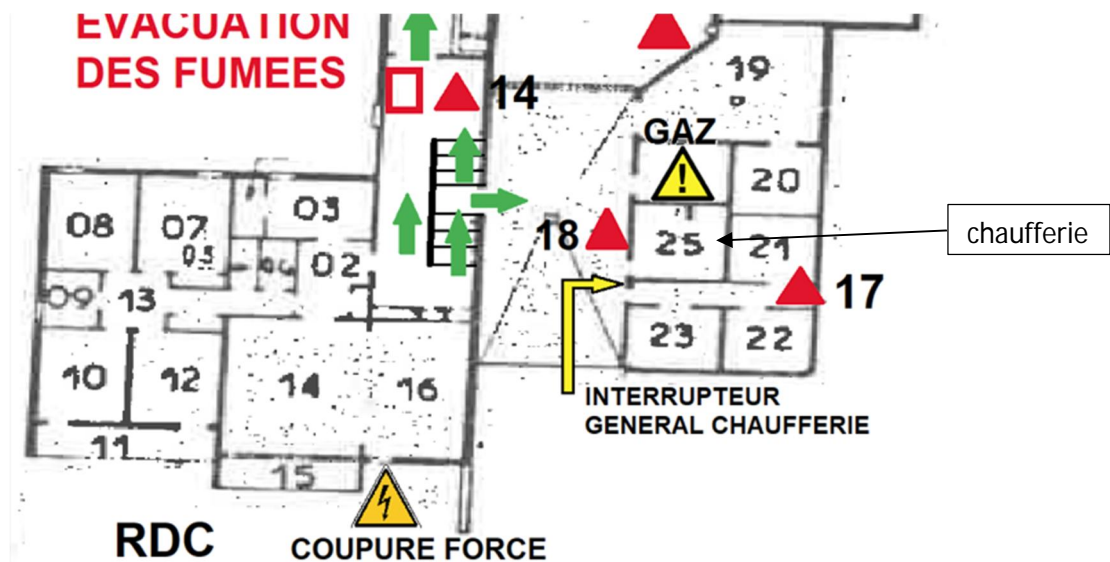 EVACUATION
DES FUMEES
14
19
GAZ
!
20
08
07
03
18
25
21
chaufferie
05
02
09
13
17
23
22
10
12
14
16
INTERRUPTEUR
GENERAL CHAUFFERIE
11
15
RDC
COUPURE FORCE